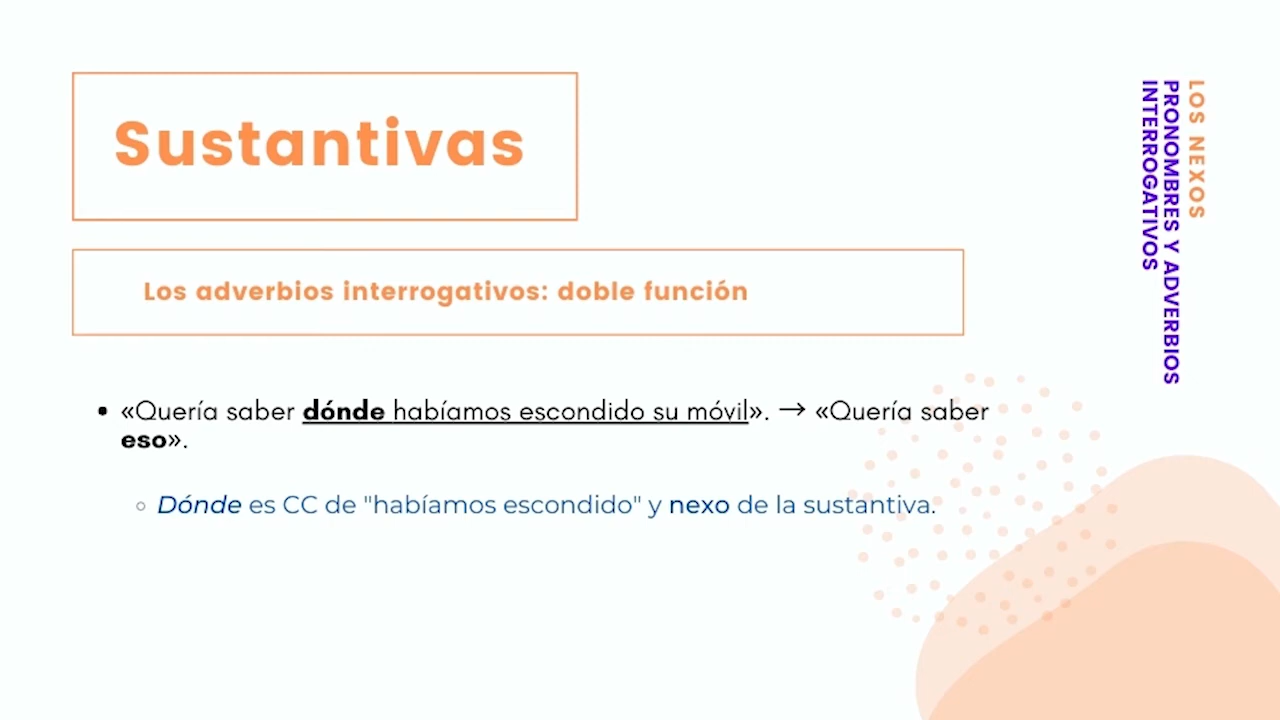 Sustantivas
Los adverbios interrogativos: doble función
• «Quería saber dónde habíamos escondido su móvil». → «Quería saber
eso».
◦ Dónde es CC de "habíamos escondido" y nexo de la sustantiva.
LOS NEXOS
PRONOMBRES Y ADVERBIOS
INTERROGATIVOS